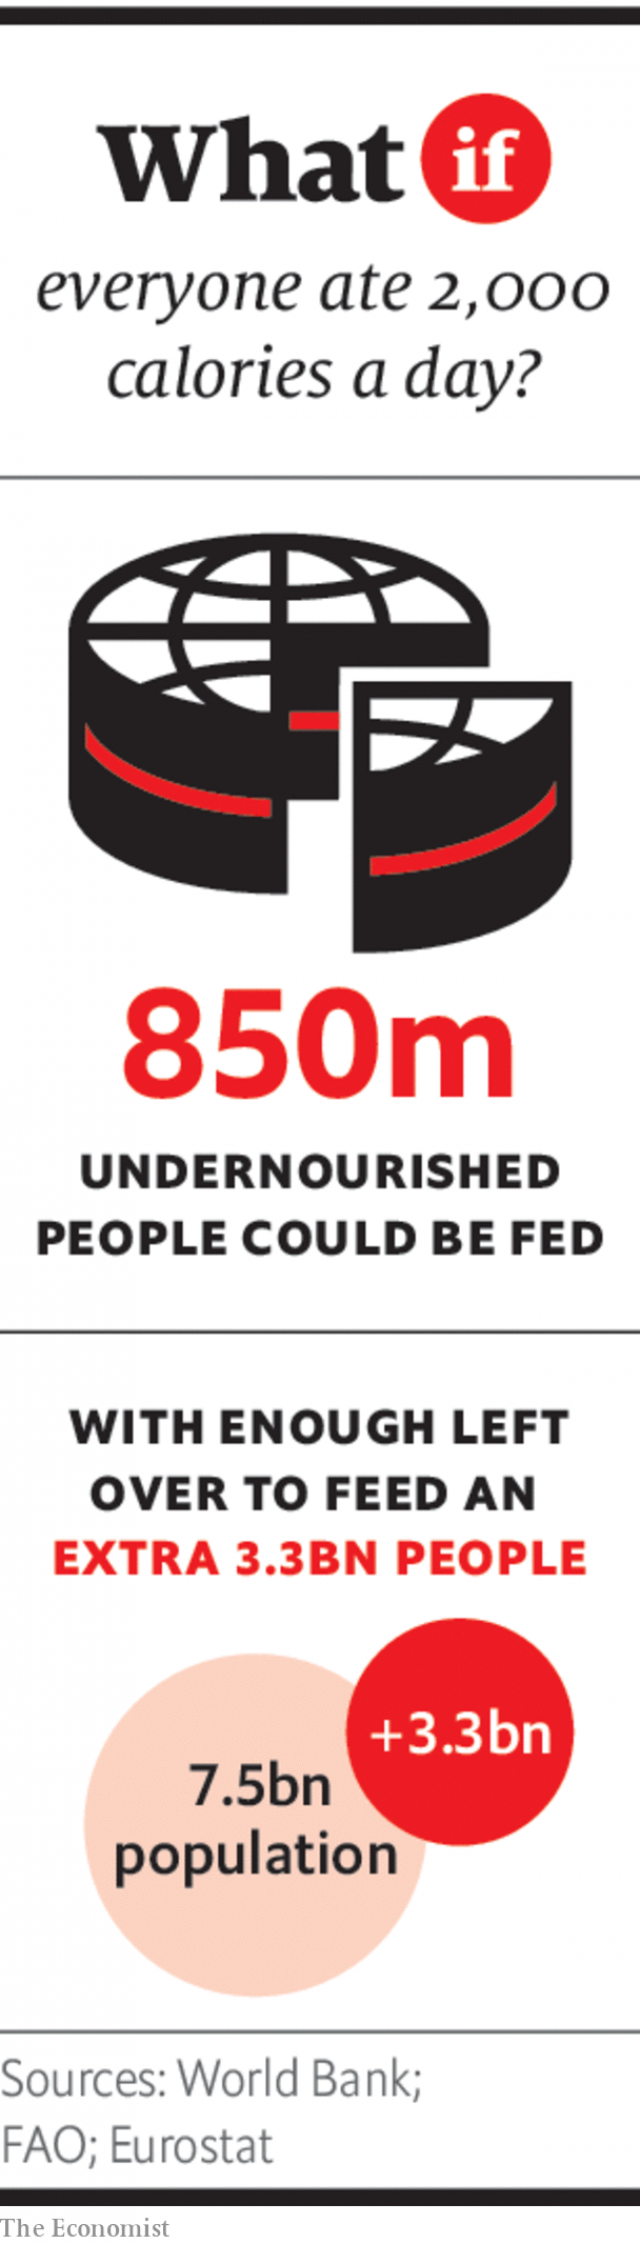 What if
everyone ate 2,000
calories a day?
850m
UNDERNOURISHED
PEOPLE COULD BE FED
WITH ENOUGH LEFT
OVER TO FEED AN
EXTRA 3.3BN PEOPLE
+3.3bn
7.5bn
population
Sources: World Bank;
FAO; Eurostat
The Economist